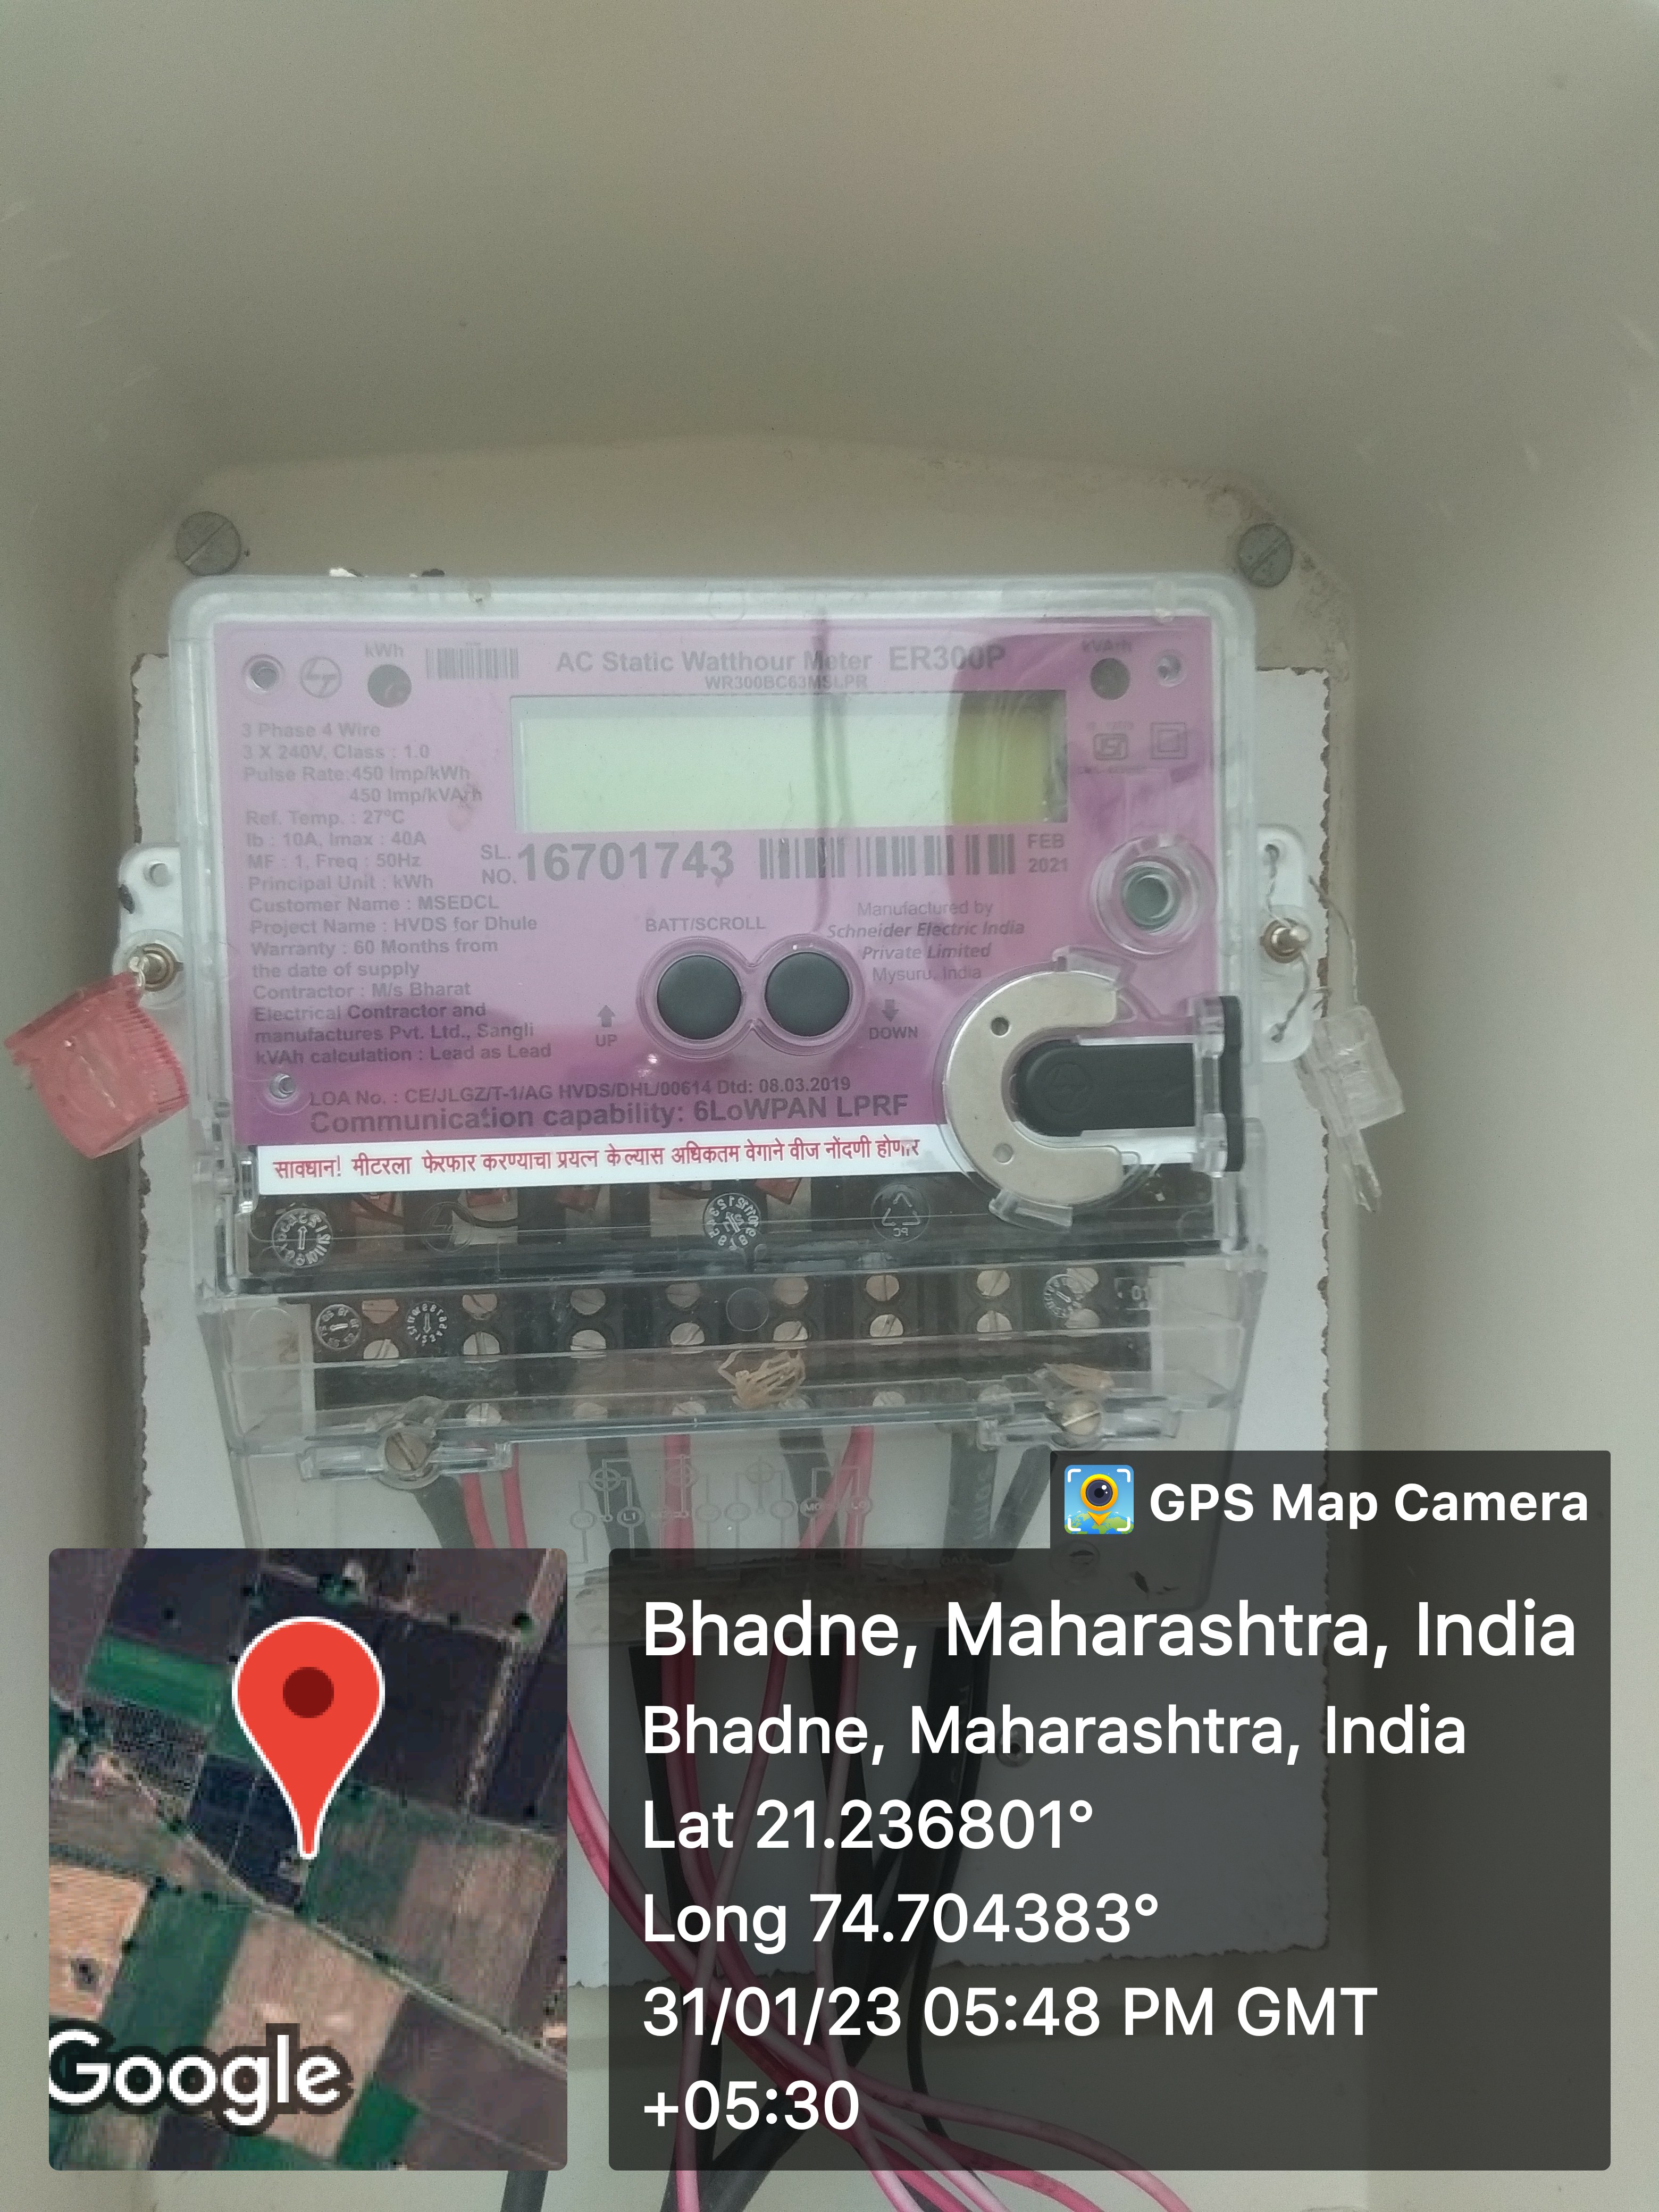 kWh
AC Static Watthour Meter ER300P
kVArh
WR300BC63MSLPR
3 Phase 4 Wire
3 X 240V, Class : 1.0
Pulse Rate:450 Imp/kWh
450 Imp/kVArh
Ref. Temp. : 27°C
Ib : 10A, Imax : 40A
MF : 1, Freq : 50Hz
Principal Unit : kWh
Customer Name : MSEDCL
Project Name : HVDS for Dhule
Warranty : 60 Months from
the date of supply
Contractor : M/s Bharat
Electrical Contractor and
manufactures Pvt. Ltd., Sangli
kVAh calculation : Lead as Lead
SL. NO. 16701743
FEB 2021
BATT/SCROLL
UP
DOWN
Manufactured by
Schneider Electric India
Private Limited
Mysuru, India
LOA No. : CE/JLGZ/T-1/AG HVDS/DHL/00614 Dtd: 08.03.2019
Communication capability: 6LoWPAN LPRF
सावधान! मीटरला फेरफार करण्याचा प्रयत्न केल्यास अधिकतम वेगाने वीज नोंदणी होणार
GPS Map Camera
Bhadne, Maharashtra, India
Bhadne, Maharashtra, India
Lat 21.236801°
Long 74.704383°
31/01/23 05:48 PM GMT
+05:30
Google